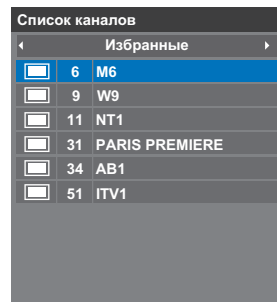 Список каналов
Избранные
6 M6
9 W9
11 NT1
31 PARIS PREMIERE
34 AB1
51 ITV1